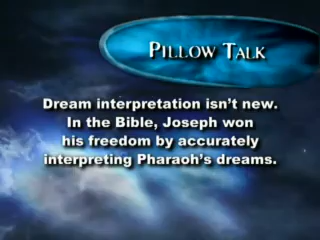 PILLOW TALK
Dream interpretation isn't new.
In the Bible, Joseph won
his freedom by accurately
interpreting Pharaoh's dreams.